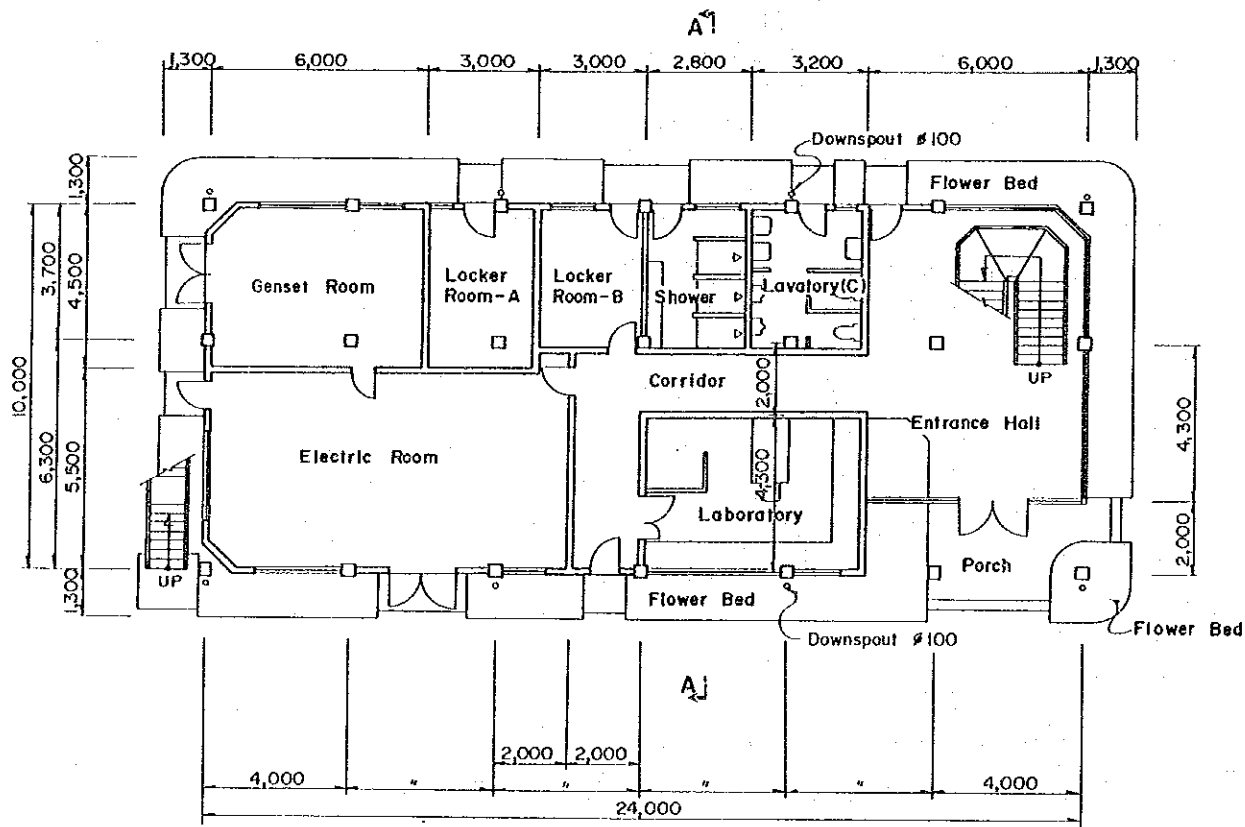 A
1,300 6,000 3,000 3,000 2,800 3,200 6,000 1,300
Downspout ø100
Flower Bed
1,300
3,700
4,500
10,000
6,300
5,500
1,300
Genset Room
Locker
Room-A
Locker
Room-B
Shower
Lavatory(C)
UP
Corridor
2,000
Entrance Hall
4,300
Electric Room
4,300
Laboratory
2,000
Porch
UP
Flower Bed
Flower Bed
Downspout ø100
A
2,000 2,000
4,000 " " " " 4,000
24,000